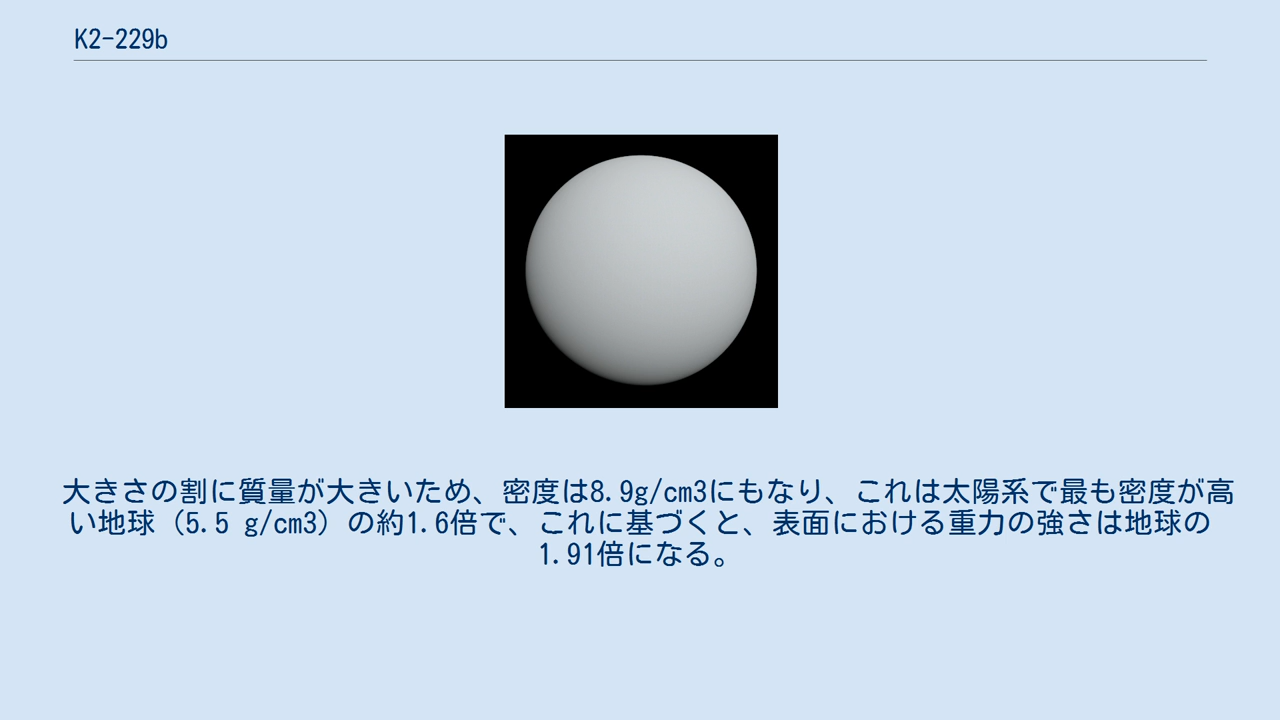 K2-229b
大きさの割に質量が大きいため、密度は8.9g/cm3にもなり、これは太陽系で最も密度が高
い地球（5.5 g/cm3）の約1.6倍で、これに基づくと、表面における重力の強さは地球の
1.91倍になる。